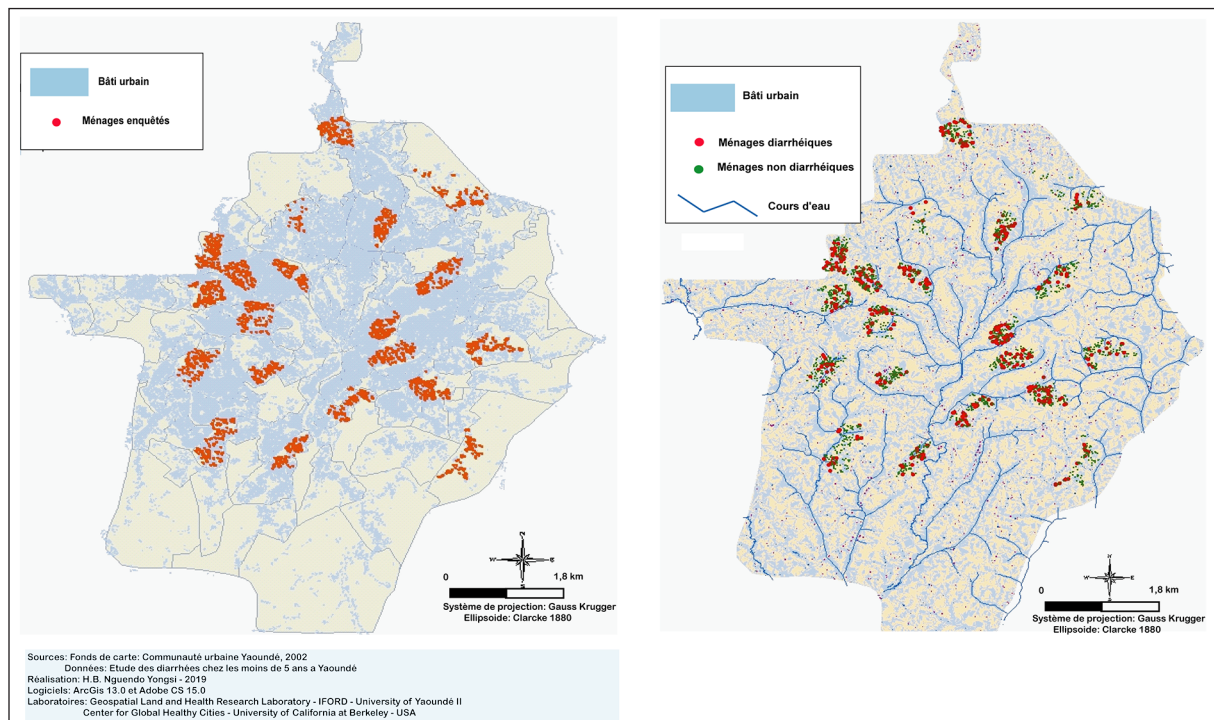 Bâti urbain
Ménages enquêtés
N
W
E
S
0 1,8 km
Système de projection: Gauss Krugger
Ellipsoide: Clarcke 1880
Sources: Fonds de carte: Communauté urbaine Yaoundé, 2002
Données: Etude des diarrhées chez les moins de 5 ans a Yaoundé
Réalisation: H.B. Nguendo Yongsi - 2019
Logiciels: ArcGis 13.0 et Adobe CS 15.0
Laboratoires: Geospatial Land and Health Research Laboratory - IFORD - University of Yaoundé II
Center for Global Healthy Cities - University of California at Berkeley - USA
Bâti urbain
Ménages diarrhéiques
Ménages non diarrhéiques
Cours d'eau
N
W
E
S
0 1,8 km
Système de projection: Gauss Krugger
Ellipsoide: Clarcke 1880